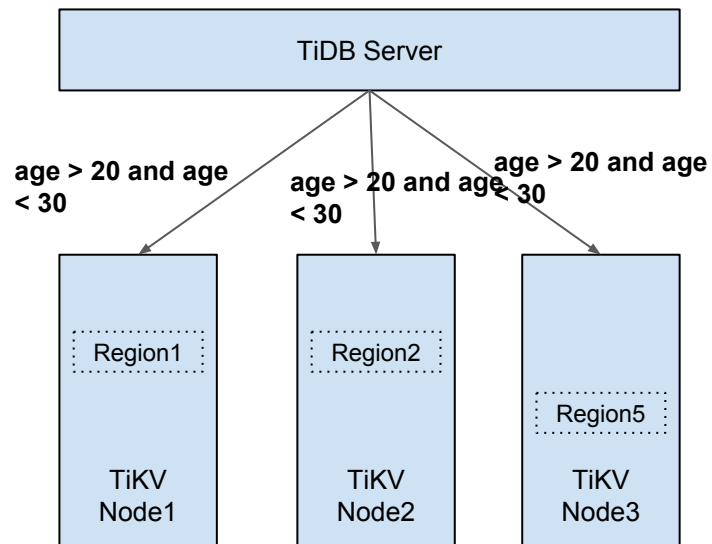 TiDB Server
age > 20 and age
< 30
age > 20 and age
< 30
age > 20 and age
< 30
Region1
Region2
Region5
TiKV
Node1
TiKV
Node2
TiKV
Node3